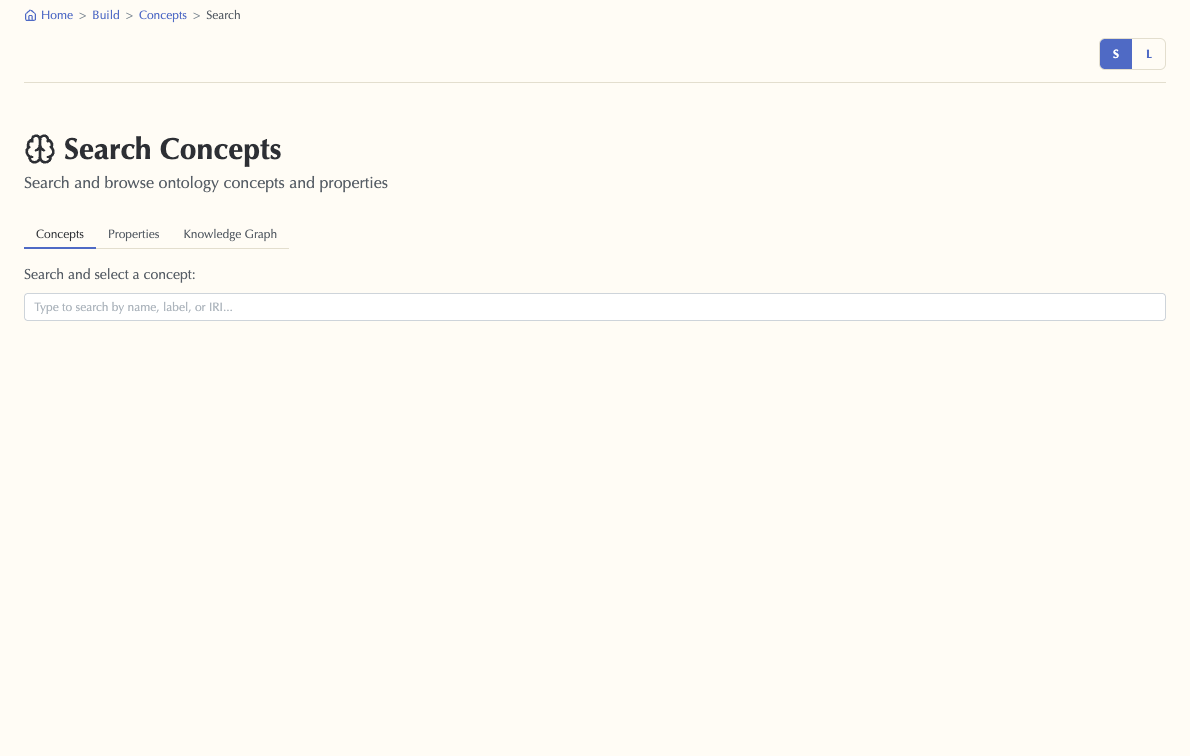 Home > Build > Concepts > Search
S L
Search Concepts
Search and browse ontology concepts and properties
Concepts Properties Knowledge Graph
Search and select a concept:
Type to search by name, label, or IRI...